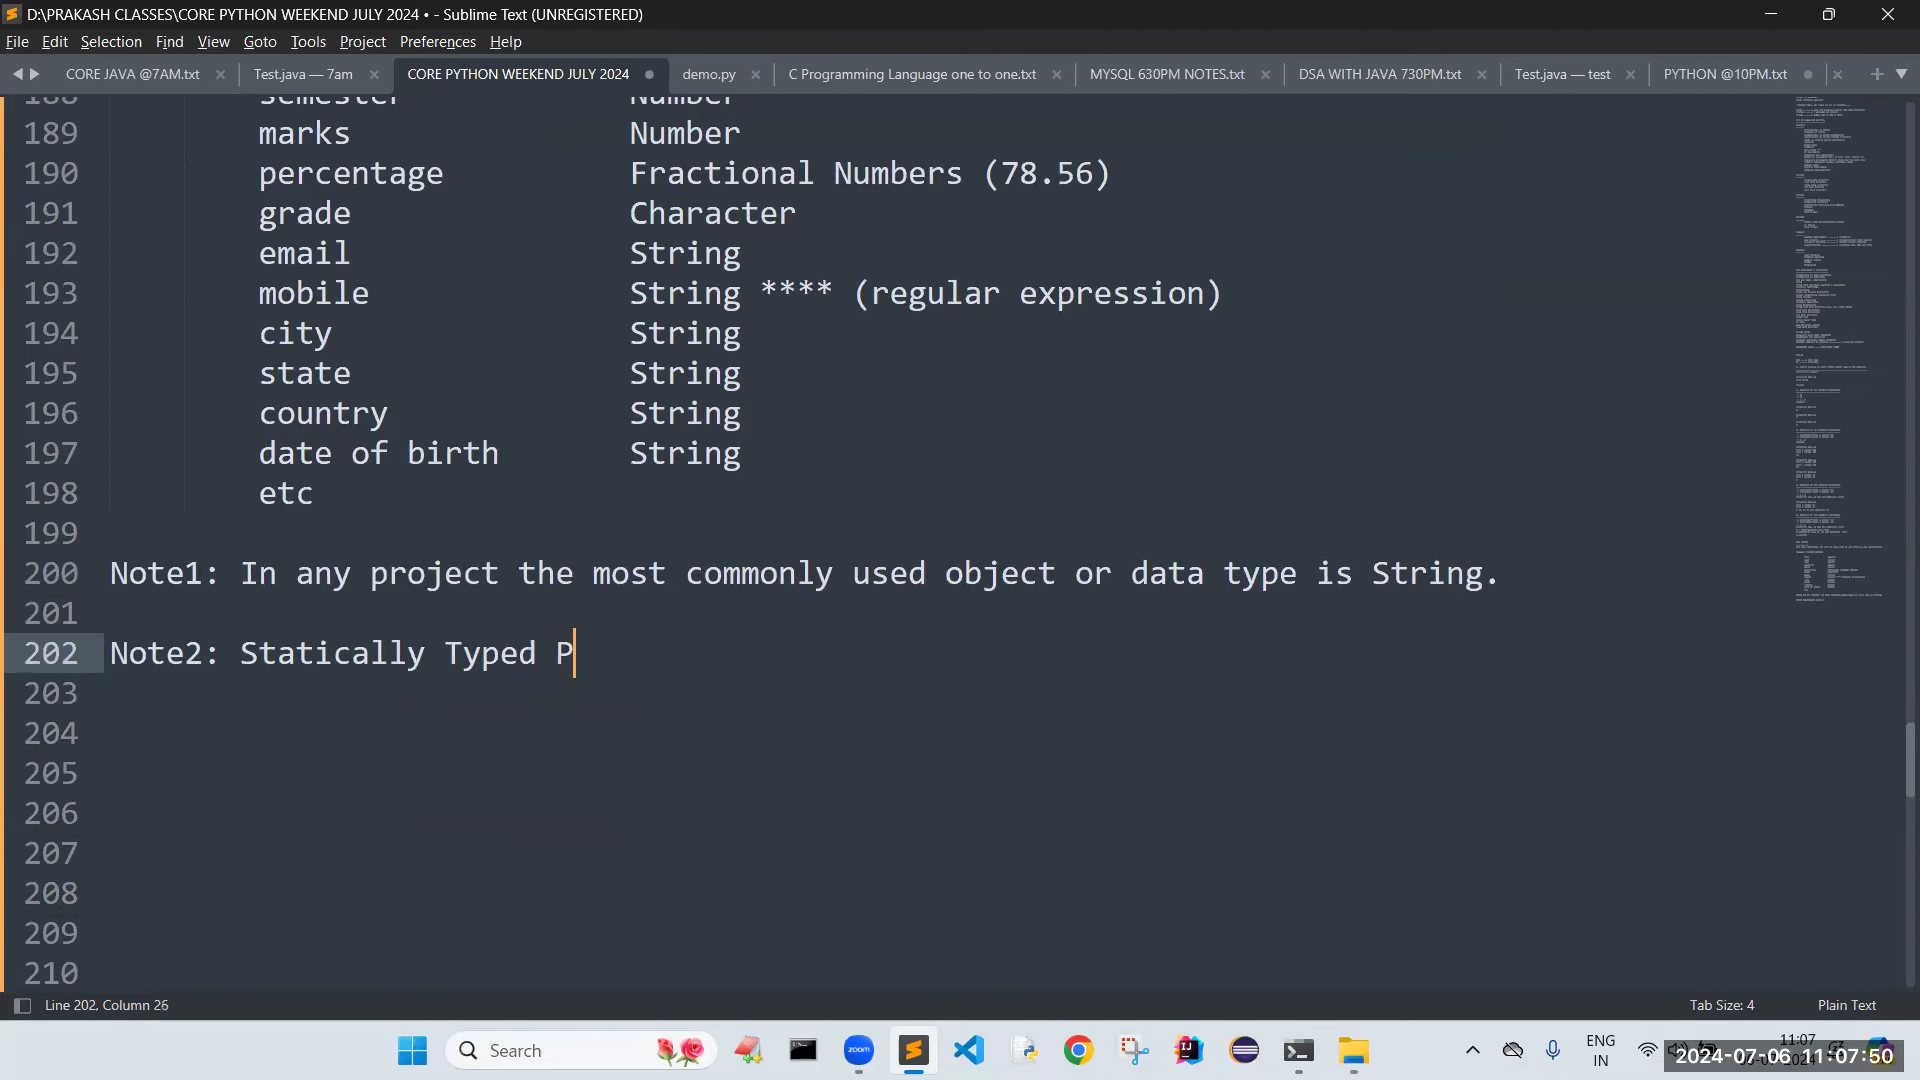 D:\PRAKASH CLASSES\CORE PYTHON WEEKEND JULY 2024 • - Sublime Text (UNREGISTERED)
File Edit Selection Find View Goto Tools Project Preferences Help
CORE JAVA @7AM.txt Test.java — 7am CORE PYTHON WEEKEND JULY 2024 demo.py C Programming Language one to one.txt MYSQL 630PM NOTES.txt DSA WITH JAVA 730PM.txt Test.java — test PYTHON @10PM.txt
188 semester Number
189 marks Number
190 percentage Fractional Numbers (78.56)
191 grade Character
192 email String
193 mobile String **** (regular expression)
194 city String
195 state String
196 country String
197 date of birth String
198 etc
199
200 Note1: In any project the most commonly used object or data type is String.
201
202 Note2: Statically Typed P
203
204
205
206
207
208
209
210
Line 202, Column 26 Tab Size: 4 Plain Text
Search zoom ENG 11:07
IN 2024-07-06 11:07:50